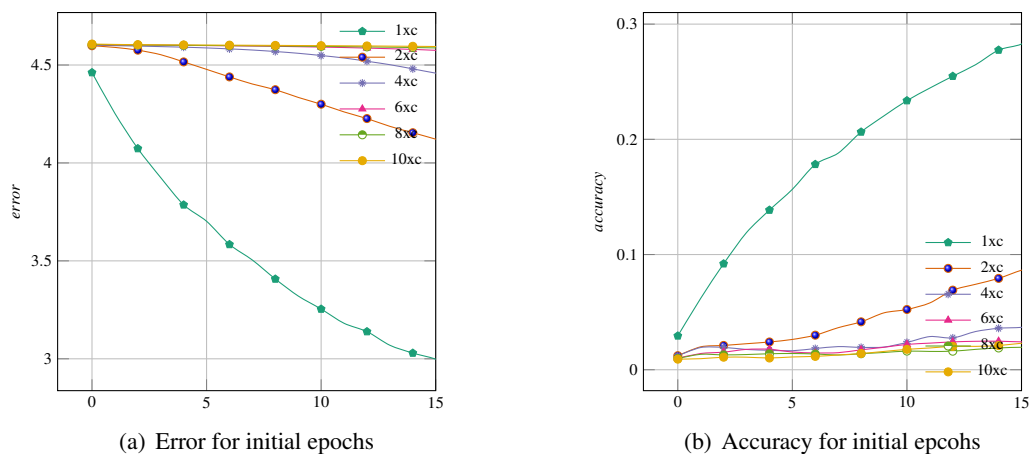 4.5
4
3.5
3
error
0
5
10
15
1xc
2xc
4xc
6xc
8xc
10xc
(a) Error for initial epochs
0.3
0.2
0.1
0
accuracy
0
5
10
15
1xc
2xc
4xc
6xc
8xc
10xc
(b) Accuracy for initial epcohs